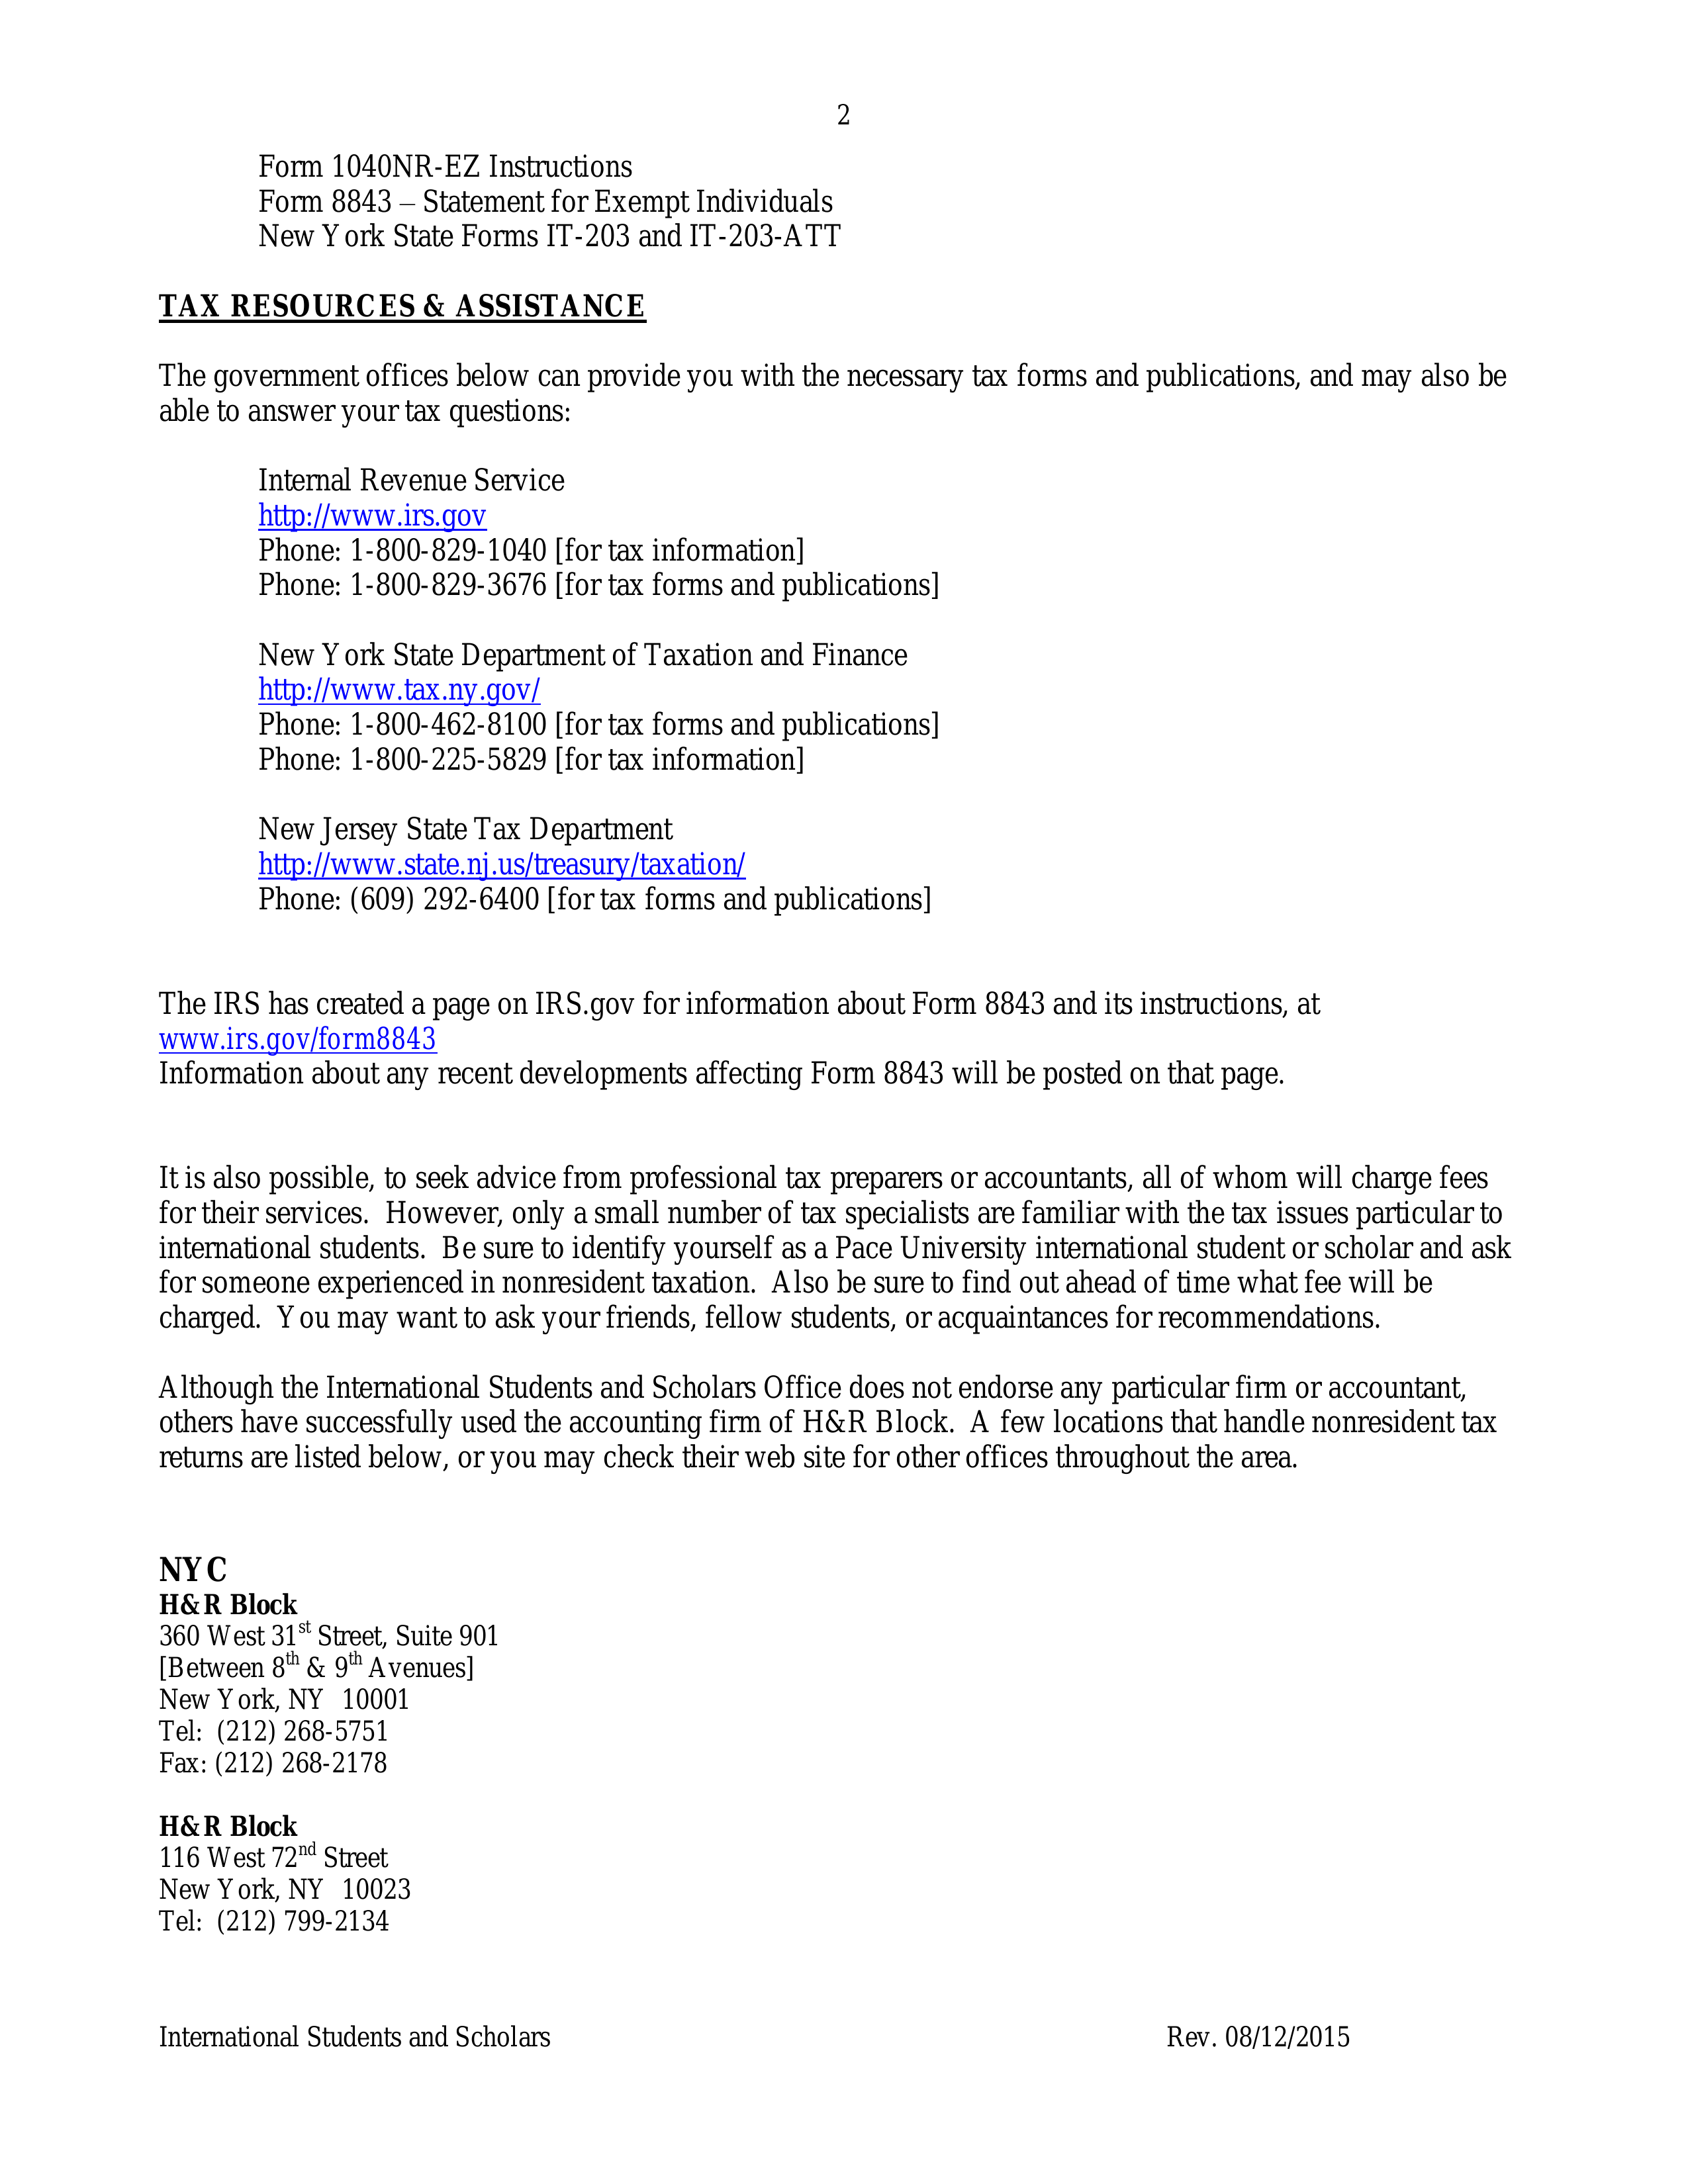 2
Form 1040NR-EZ Instructions
Form 8843 – Statement for Exempt Individuals
New York State Forms IT-203 and IT-203-ATT
TAX RESOURCES & ASSISTANCE
The government offices below can provide you with the necessary tax forms and publications, and may also be
able to answer your tax questions:
Internal Revenue Service
http://www.irs.gov
Phone: 1-800-829-1040 [for tax information]
Phone: 1-800-829-3676 [for tax forms and publications]
New York State Department of Taxation and Finance
http://www.tax.ny.gov/
Phone: 1-800-462-8100 [for tax forms and publications]
Phone: 1-800-225-5829 [for tax information]
New Jersey State Tax Department
http://www.state.nj.us/treasury/taxation/
Phone: (609) 292-6400 [for tax forms and publications]
The IRS has created a page on IRS.gov for information about Form 8843 and its instructions, at
www.irs.gov/form8843
Information about any recent developments affecting Form 8843 will be posted on that page.
It is also possible, to seek advice from professional tax preparers or accountants, all of whom will charge fees
for their services.  However, only a small number of tax specialists are familiar with the tax issues particular to
international students.  Be sure to identify yourself as a Pace University international student or scholar and ask
for someone experienced in nonresident taxation.  Also be sure to find out ahead of time what fee will be
charged.  You may want to ask your friends, fellow students, or acquaintances for recommendations.
Although the International Students and Scholars Office does not endorse any particular firm or accountant,
others have successfully used the accounting firm of H&R Block.  A few locations that handle nonresident tax
returns are listed below, or you may check their web site for other offices throughout the area.
NYC
H&R Block
360 West 31st Street, Suite 901
[Between 8th & 9th Avenues]
New York, NY  10001
Tel:  (212) 268-5751
Fax: (212) 268-2178
H&R Block
116 West 72nd Street
New York, NY  10023
Tel:  (212) 799-2134
International Students and Scholars Rev. 08/12/2015